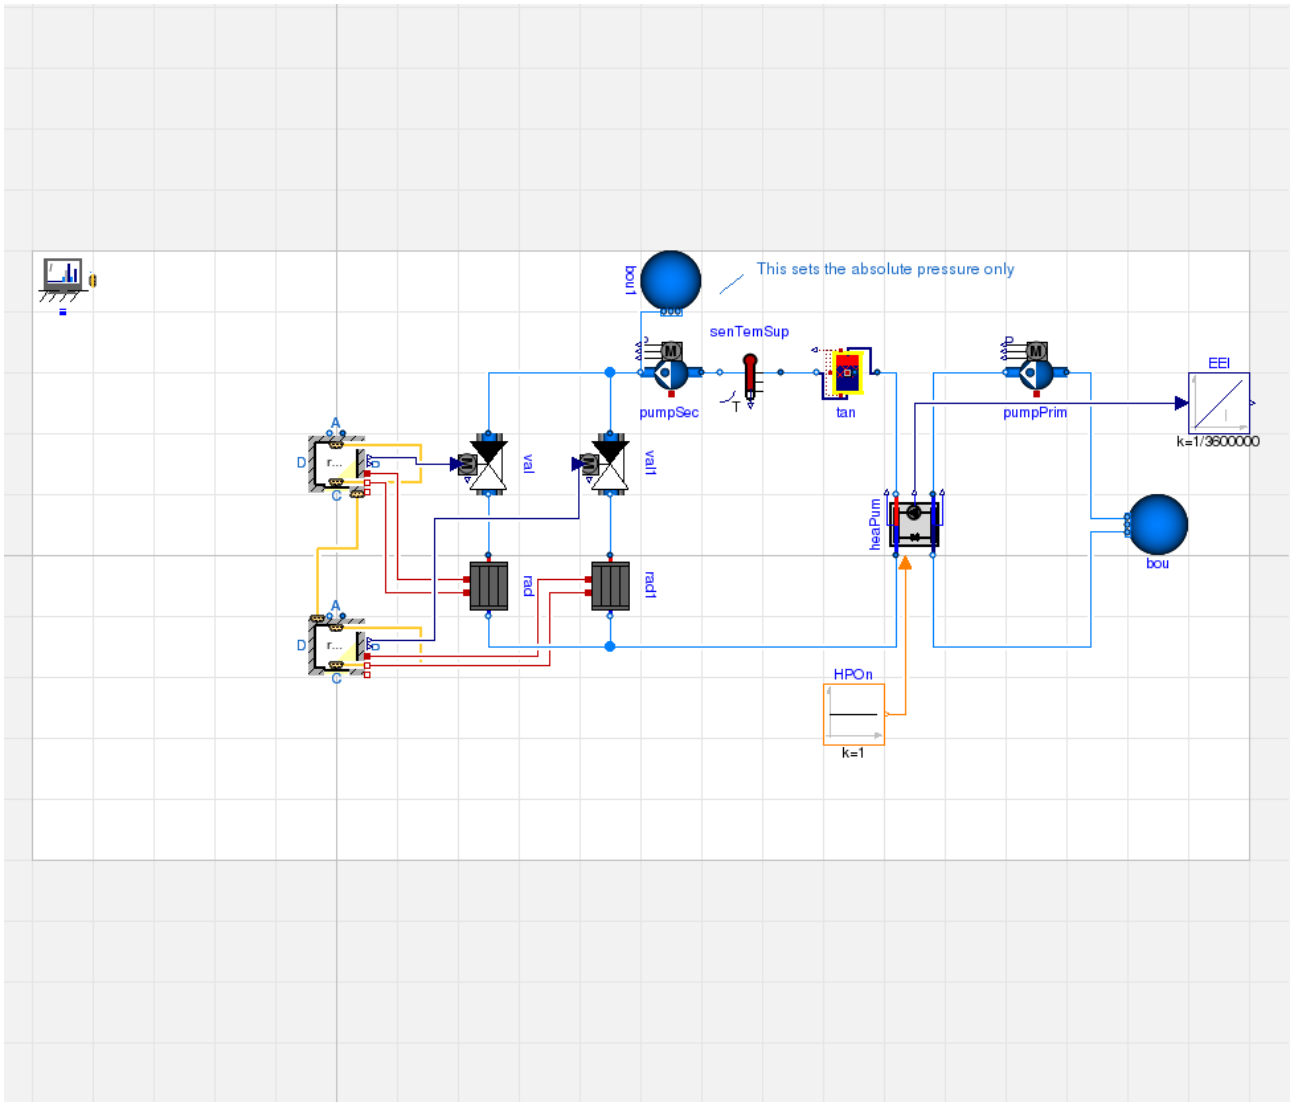 This sets the absolute pressure only
bou1
senTemSup
M
M
EEI
T
pumpSec
tan
pumpPrim
k=1/3600000
A
D
r...
C
M
val
M
val1
heaPum
bou
A
D
r...
C
rad
rad1
HPOn
k=1